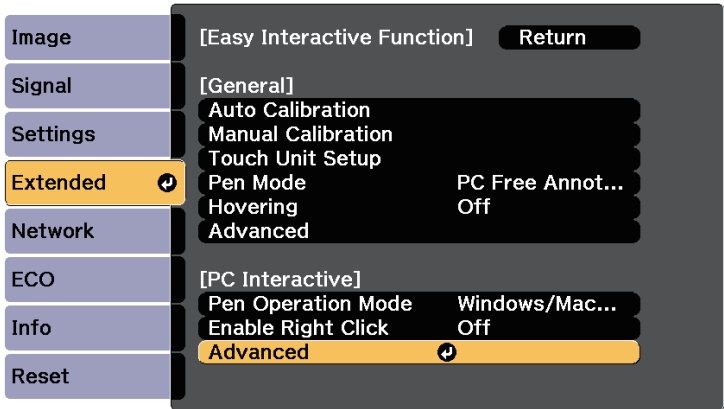 Image
Signal
Settings
Extended
Network
ECO
Info
Reset
[Easy Interactive Function] Return
[General]
Auto Calibration
Manual Calibration
Touch Unit Setup
Pen Mode PC Free Annot...
Hovering Off
Advanced
[PC Interactive]
Pen Operation Mode Windows/Mac...
Enable Right Click Off
Advanced